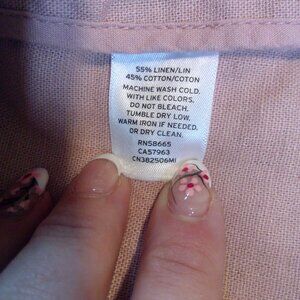 55% LINEN/LIN
45% COTTON/COTON
MACHINE WASH COLD.
WITH LIKE COLORS,
DO NOT BLEACH.
TUMBLE DRY LOW,
WARM IRON IF NEEDED.
OR DRY CLEAN.
RN58665
CA57963
CN382506MI